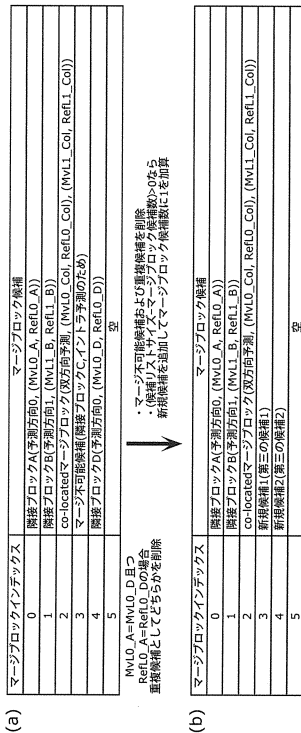 (a)
マージブロックインデックス マージブロック候補
0 隣接ブロックA(予測方向0, (MvL0_A, RefL0_A))
1 隣接ブロックB(予測方向1, (MvL1_B, RefL1_B))
2 co-locatedマージブロック(双方向予測, (MvL0_Col, RefL0_Col), (MvL1_Col, RefL1_Col))
3 マージ不可能候補(隣接ブロックC,イントラ予測のため)
4 隣接ブロックD(予測方向0, (MvL0_D, RefL0_D))
5 空
MvL0_A=MvL0_D且つ
RefL0_A=RefL0_Dの場合
重複候補としてどちらかを削除
・マージ不可能候補および重複候補を削除
・(候補リストサイズ-マージブロック候補数)>0なら
新規候補を追加してマージブロック候補数に1を加算
(b)
マージブロックインデックス マージブロック候補
0 隣接ブロックA(予測方向0, (MvL0_A, RefL0_A))
1 隣接ブロックB(予測方向1, (MvL1_B, RefL1_B))
2 co-locatedマージブロック(双方向予測, (MvL0_Col, RefL0_Col), (MvL1_Col, RefL1_Col))
3 新規候補1(第三の候補1)
4 新規候補2(第三の候補2)
5 空